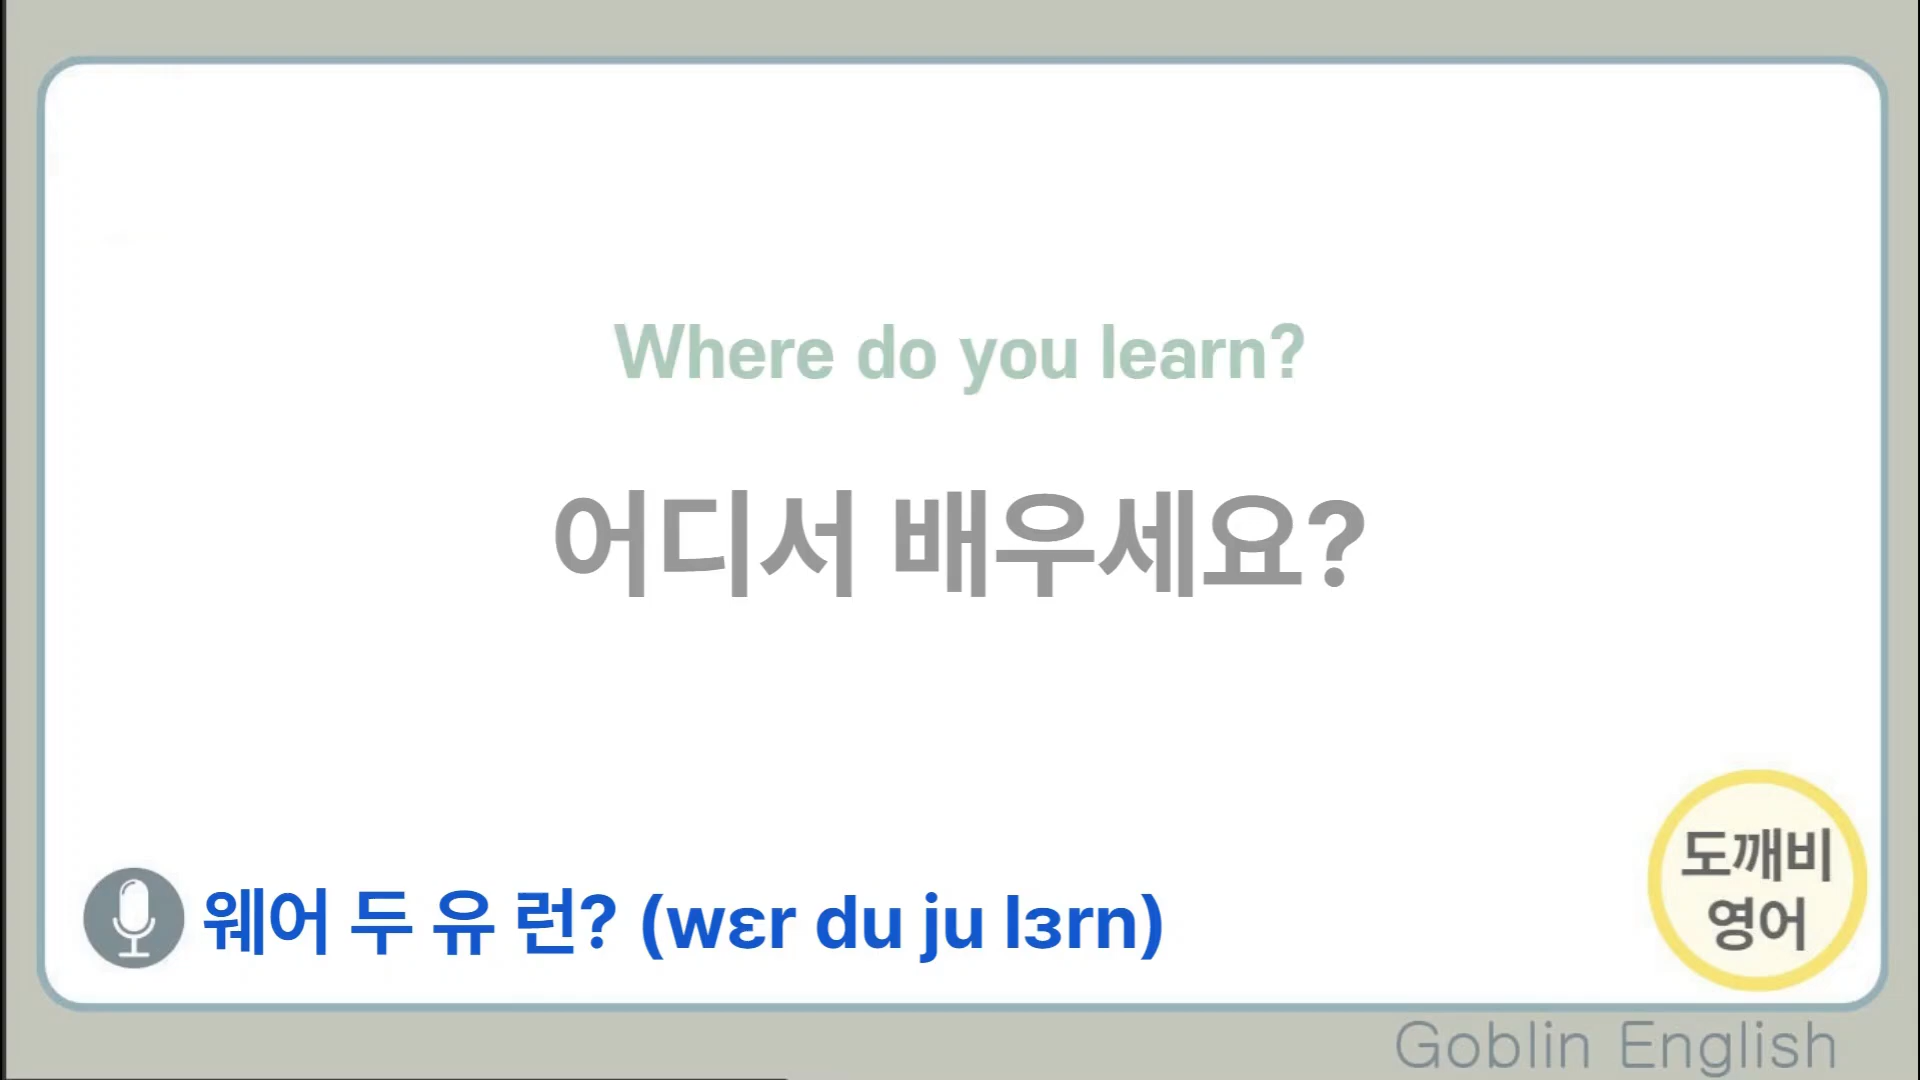 Where do you learn?
어디서 배우세요?
웨어 두 유 런? (wɛr du ju lɜrn)
도깨비
영어
Goblin English